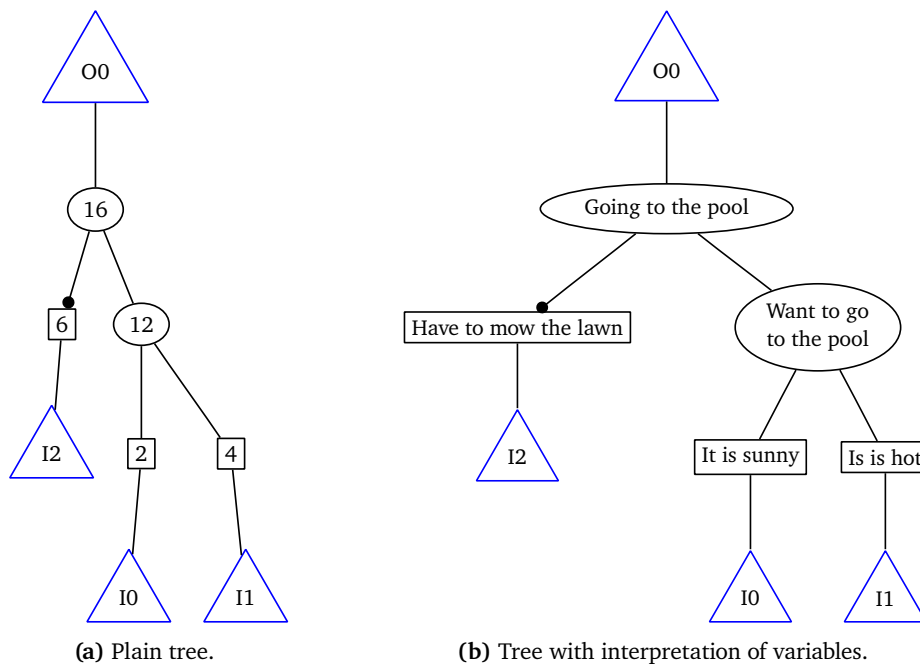 O0
16
6
12
I2
2
4
I0
I1
(a) Plain tree.
O0
Going to the pool
Have to mow the lawn
Want to go
to the pool
I2
It is sunny
Is is hot
I0
I1
(b) Tree with interpretation of variables.